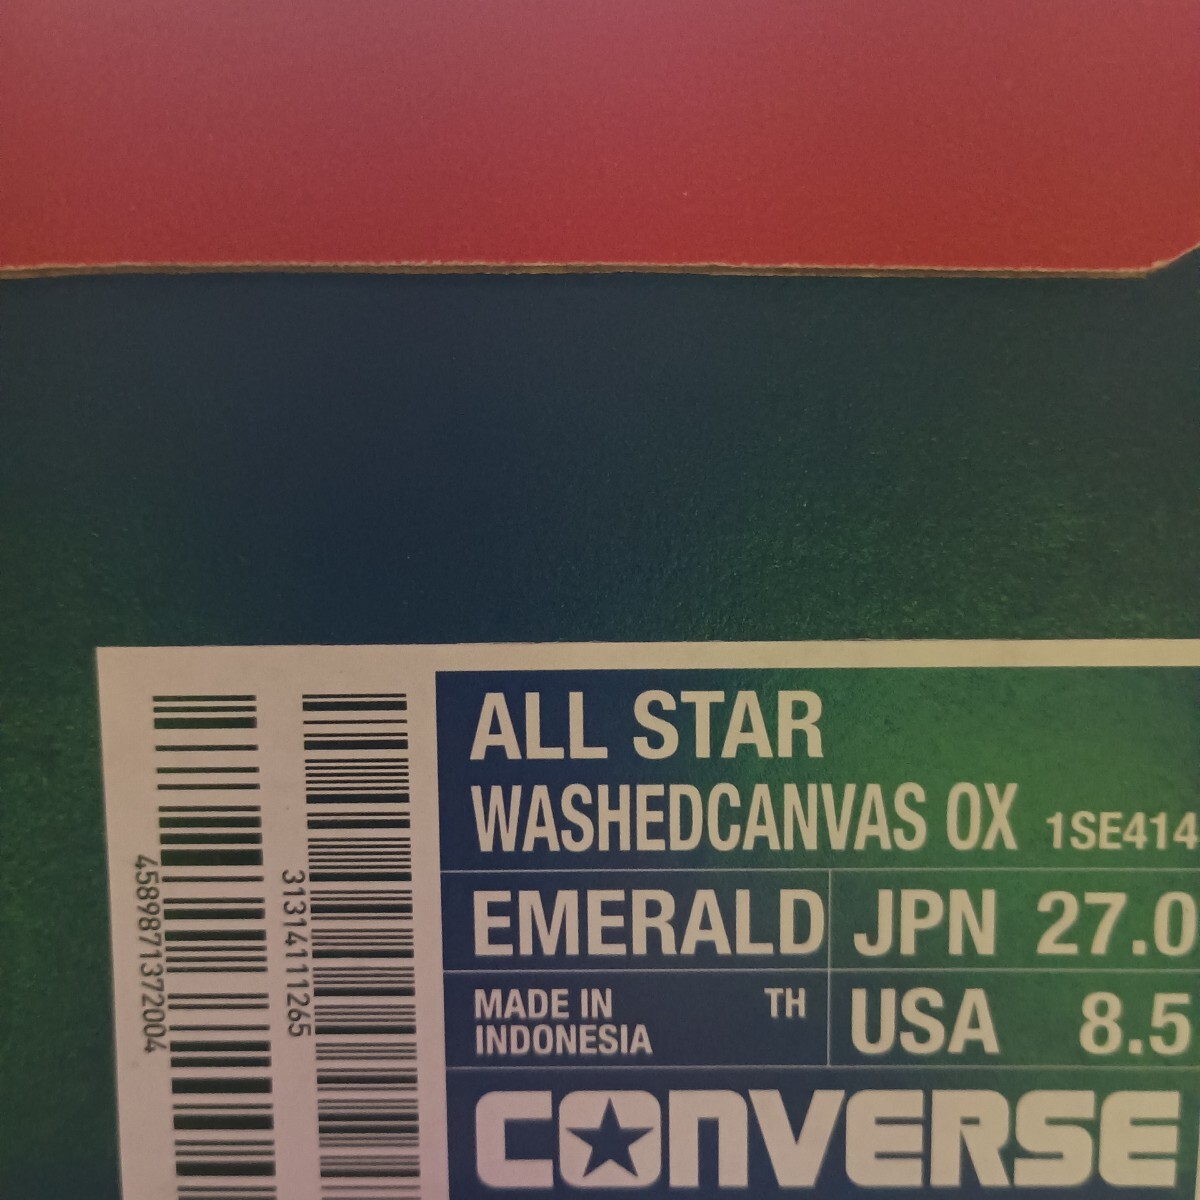 ALL STAR
WASHEDCANVAS OX 1SE414
EMERALD JPN 27.0
MADE IN INDONESIA TH USA 8.5
CONVERSE
4589871372004
31314111265